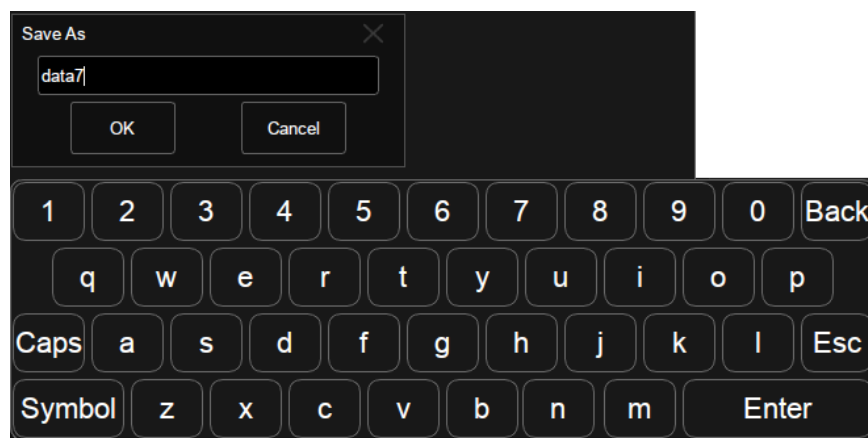 Save As
data7
OK Cancel
1 2 3 4 5 6 7 8 9 0 Back
q w e r t y u i o p
Caps a s d f g h j k l Esc
Symbol z x c v b n m Enter